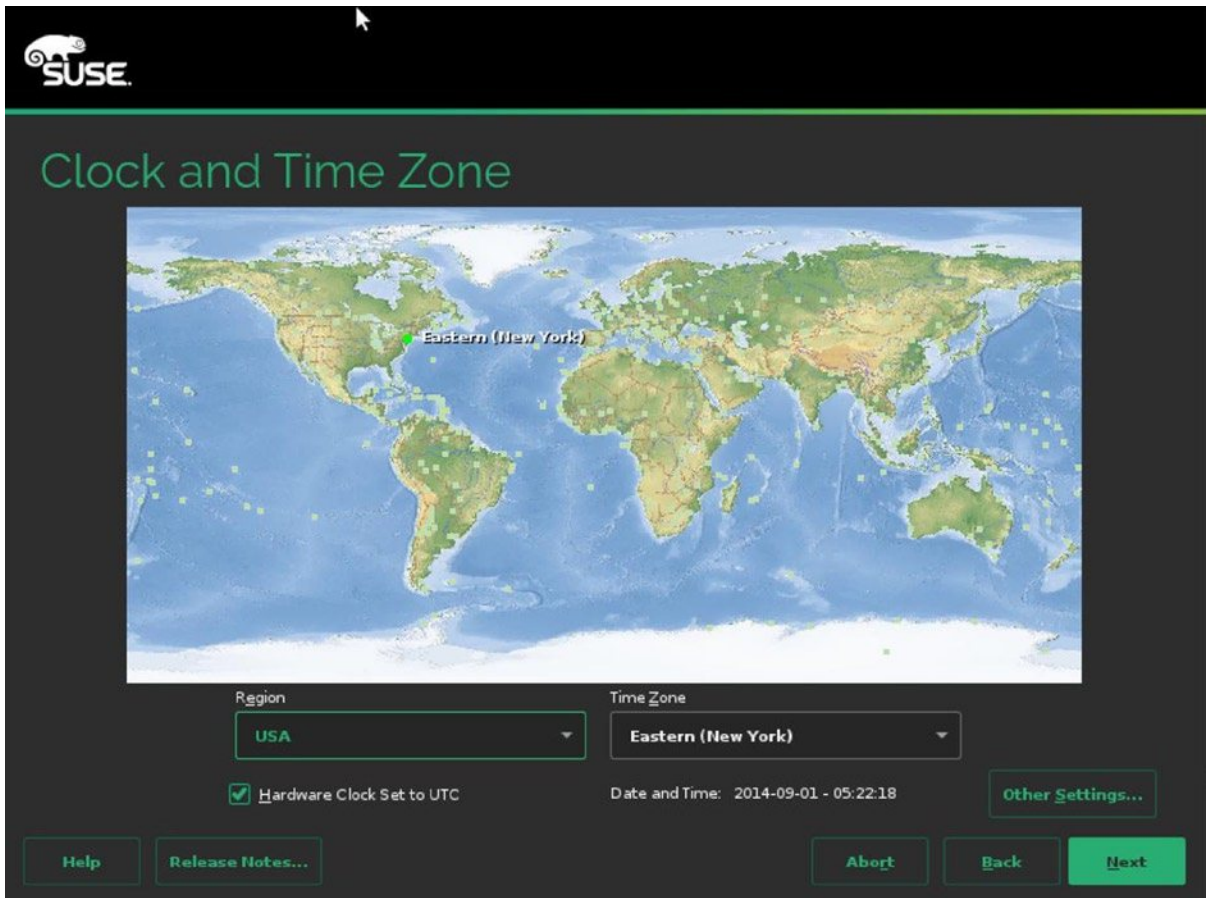 SUSE.
Clock and Time Zone
Eastern (New York)
Region
Time Zone
USA
Eastern (New York)
Hardware Clock Set to UTC
Date and Time: 2014-09-01 - 05:22:18
Other Settings...
Help
Release Notes...
Abort
Back
Next